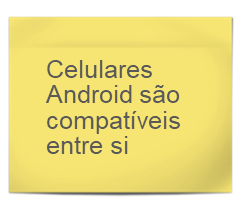 Celulares
Android são
compatíveis
entre si